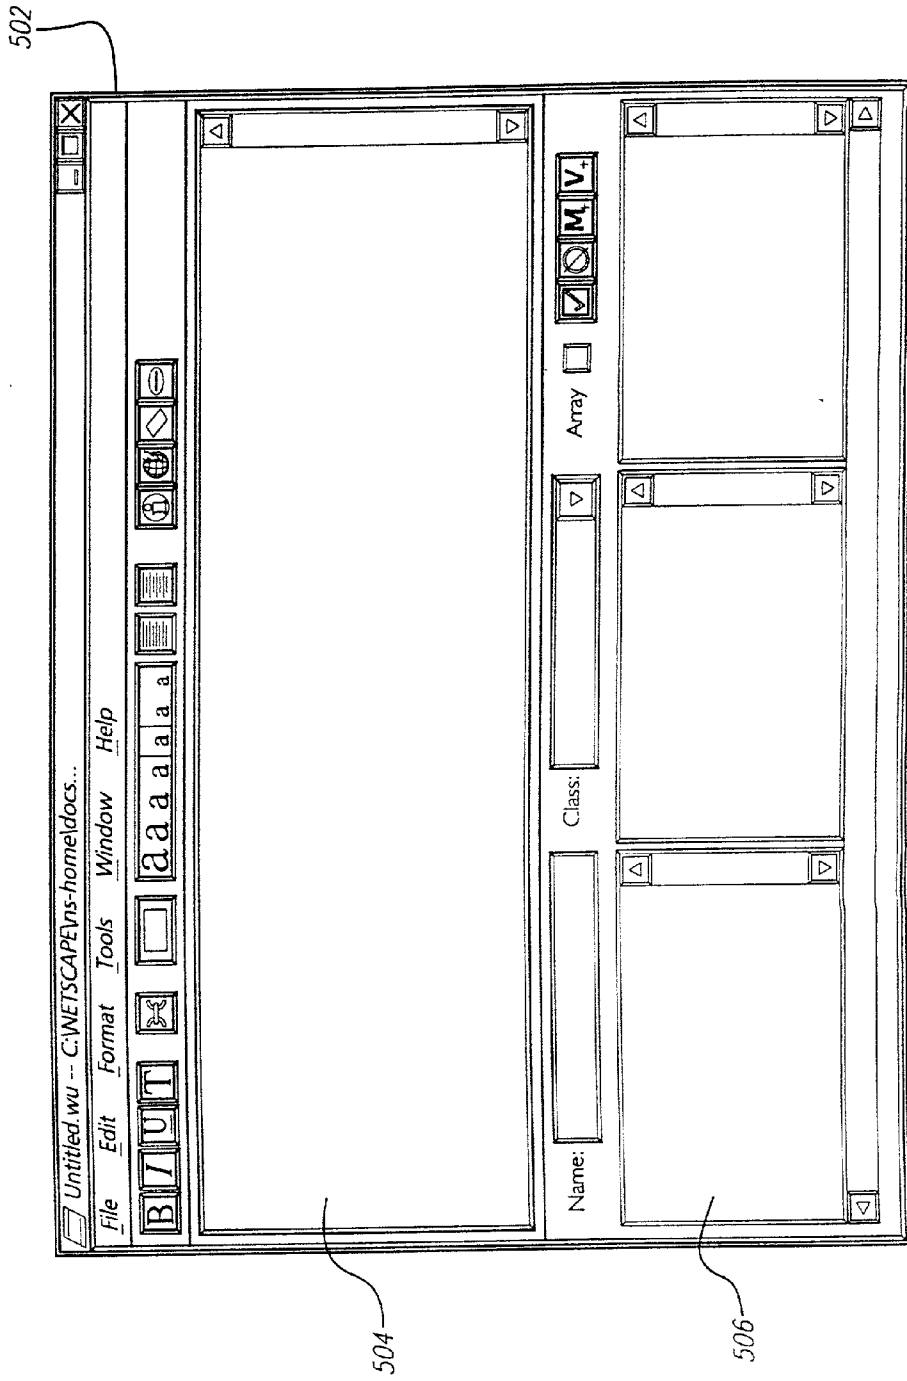 502
Untitled.wu -- C:\NETSCAPE\ns-home\docs...
File Edit Format Tools Window Help
B I U T a a a a a a a
504
Name: Class: Array M+ V+
506